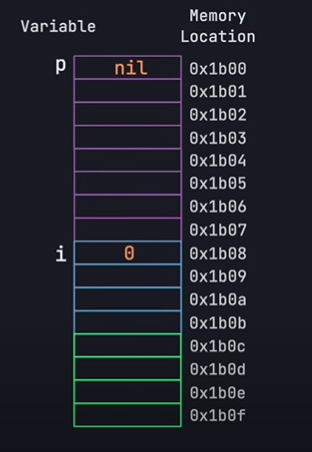 Variable
Memory
Location
p nil 0x1b00
0x1b01
0x1b02
0x1b03
0x1b04
0x1b05
0x1b06
0x1b07
i 0 0x1b08
0x1b09
0x1b0a
0x1b0b
0x1b0c
0x1b0d
0x1b0e
0x1b0f